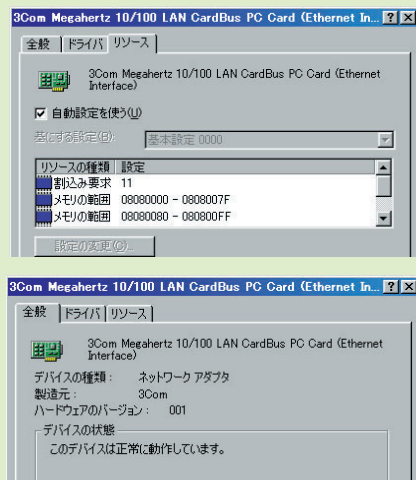 3Com Megahertz 10/100 LAN CardBus PC Card (Ethernet In...
全般 ドライバ リソース
3Com Megahertz 10/100 LAN CardBus PC Card (Ethernet
Interface)
自動設定を使う(U)
基にする設定(B): 基本設定 0000
リソースの種類 設定
割込み要求 11
メモリの範囲 08080000 - 0808007F
メモリの範囲 08080080 - 080800FF
設定の変更(C)...
3Com Megahertz 10/100 LAN CardBus PC Card (Ethernet In...
全般 ドライバ リソース
3Com Megahertz 10/100 LAN CardBus PC Card (Ethernet
Interface)
デバイスの種類: ネットワーク アダプタ
製造元: 3Com
ハードウェアのバージョン: 001
デバイスの状態
このデバイスは正常に動作しています。